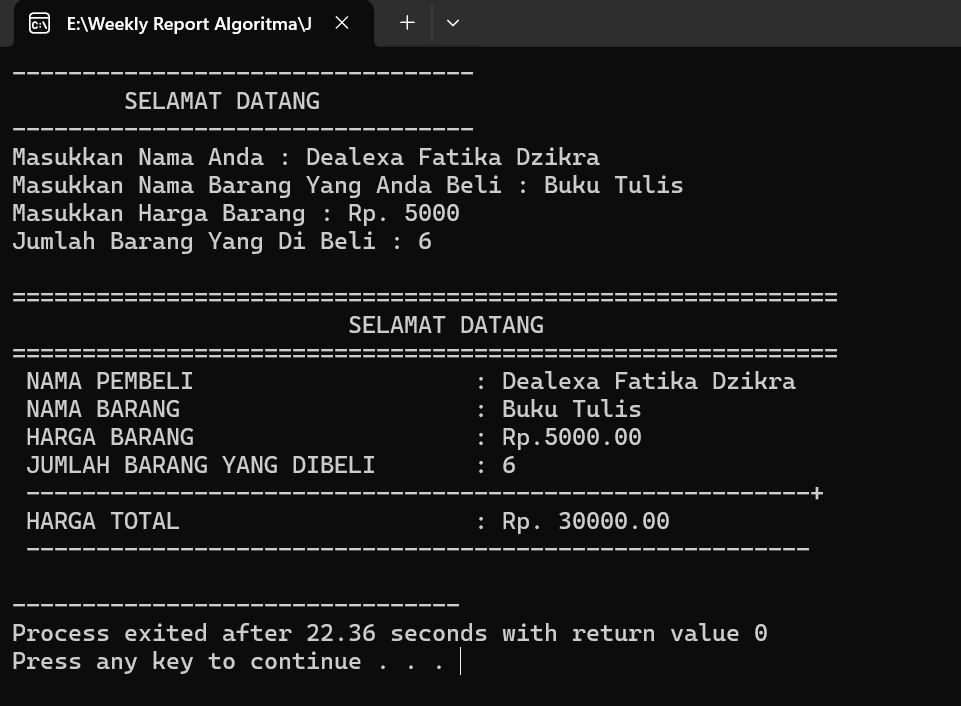 E:\Weekly Report Algoritma\J
---------------------------------
SELAMAT DATANG
---------------------------------
Masukkan Nama Anda : Dealexa Fatika Dzikra
Masukkan Nama Barang Yang Anda Beli : Buku Tulis
Masukkan Harga Barang : Rp. 5000
Jumlah Barang Yang Di Beli : 6
===========================================================
SELAMAT DATANG
===========================================================
NAMA PEMBELI : Dealexa Fatika Dzikra
NAMA BARANG : Buku Tulis
HARGA BARANG : Rp.5000.00
JUMLAH BARANG YANG DIBELI : 6
--------------------------------------------------------+
HARGA TOTAL : Rp. 30000.00
--------------------------------------------------------
--------------------------------
Process exited after 22.36 seconds with return value 0
Press any key to continue . . .